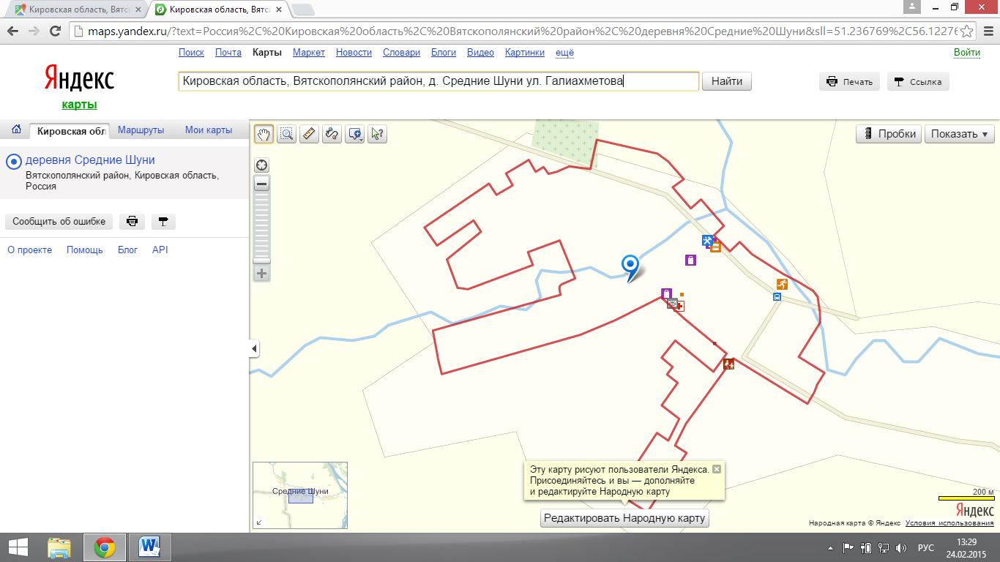 Кировская область, Вятс
Кировская область, Вятс
maps.yandex.ru/?text=Россия%2C%20Кировская%20область%2C%20Вятскополянский%20район%2C%20деревня%20Средние%20Шуни&sll=51.236769%2C56.12276
Поиск Почта Карты Маркет Новости Словари Блоги Видео Картинки ещё Войти
Яндекс
карты
Кировская область, Вятскополянский район, д. Средние Шуни ул. Галиахметова
Найти
Печать
Ссылка
Кировская обл Маршруты Мои карты
Пробки
Показать
деревня Средние Шуни
Вятскополянский район, Кировская область,
Россия
Сообщить об ошибке
О проекте Помощь Блог API
Средние Шуни
Эту карту рисуют пользователи Яндекса.
Присоединяйтесь и вы — дополняйте
и редактируйте Народную карту
Редактировать Народную карту
200 м
Яндекс
Народная карта © Яндекс Условия использования
РУС
13:29
24.02.2015